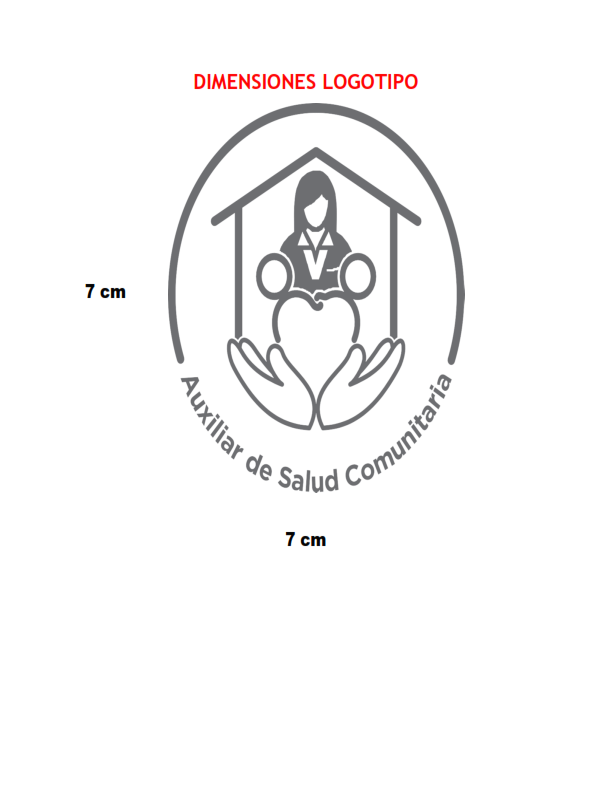 DIMENSIONES LOGOTIPO
7 cm
Auxiliar de Salud Comunitaria
7 cm